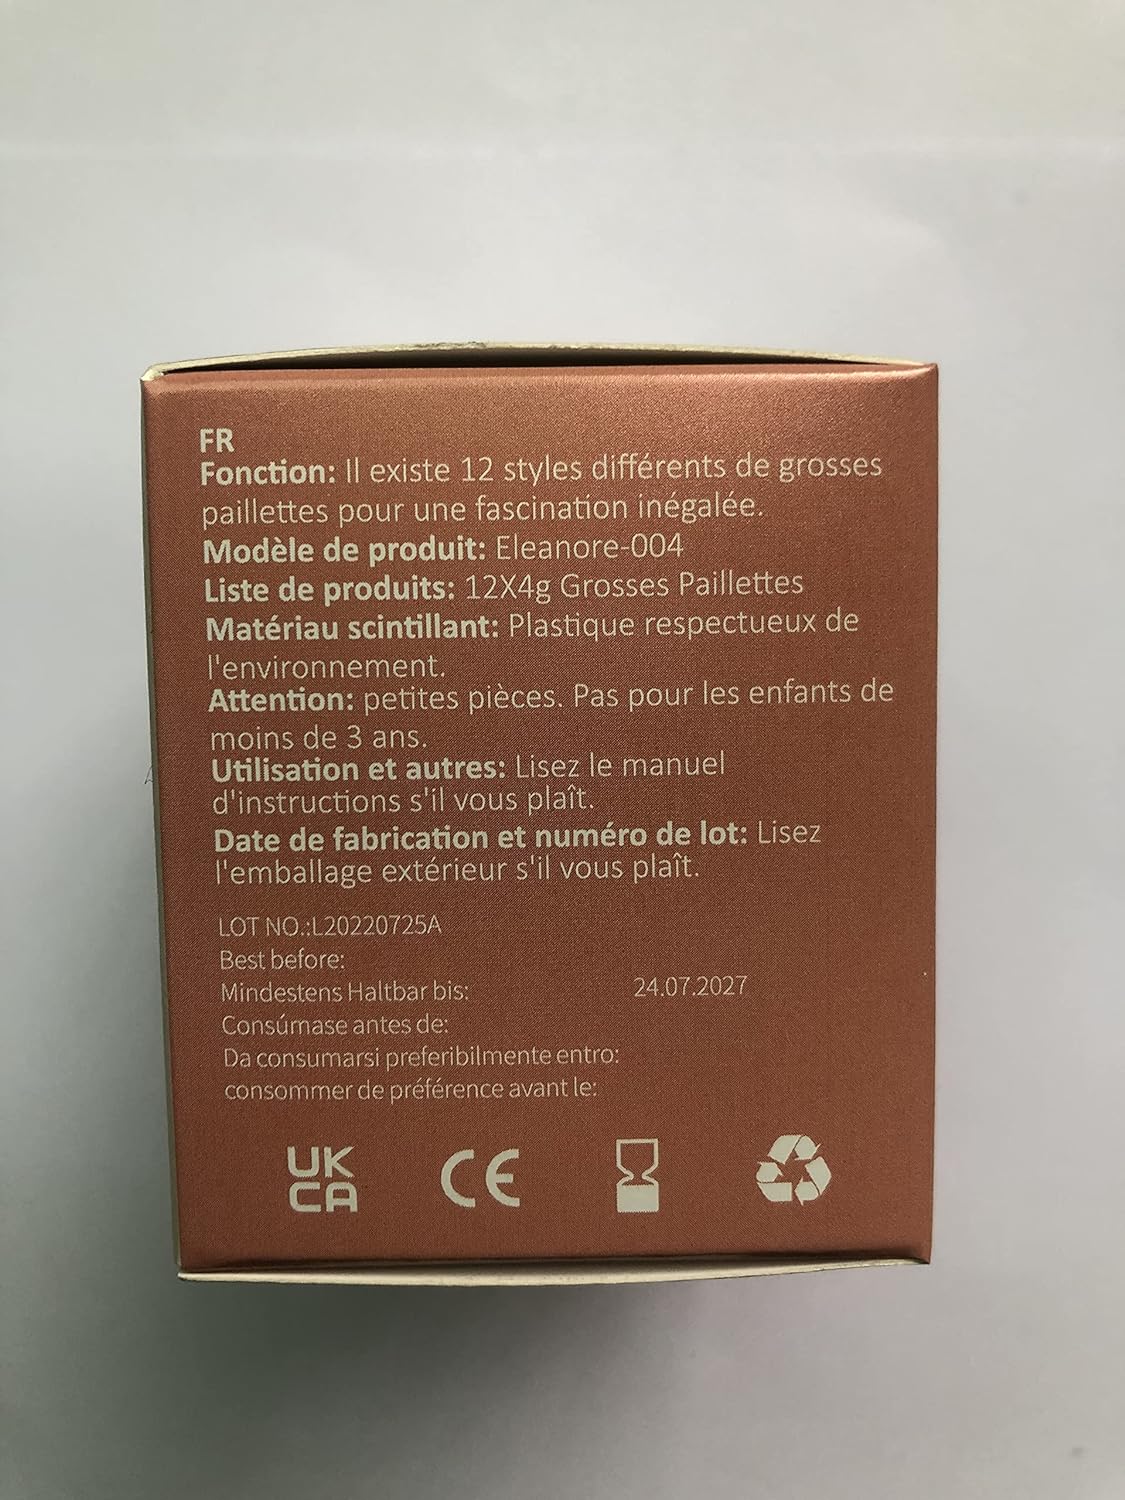 FR
Fonction: Il existe 12 styles différents de grosses
paillettes pour une fascination inégalée.
Modèle de produit: Eleanore-004
Liste de produits: 12X4g Grosses Paillettes
Matériau scintillant: Plastique respectueux de
l'environnement.
Attention: petites pièces. Pas pour les enfants de
moins de 3 ans.
Utilisation et autres: Lisez le manuel
d'instructions s'il vous plaît.
Date de fabrication et numéro de lot: Lisez
l'emballage extérieur s'il vous plaît.
LOT NO.:L20220725A
Best before:
Mindestens Haltbar bis: 24.07.2027
Consúmase antes de:
Da consumarsi preferibilmente entro:
consommer de préférence avant le:
UK
CA CE